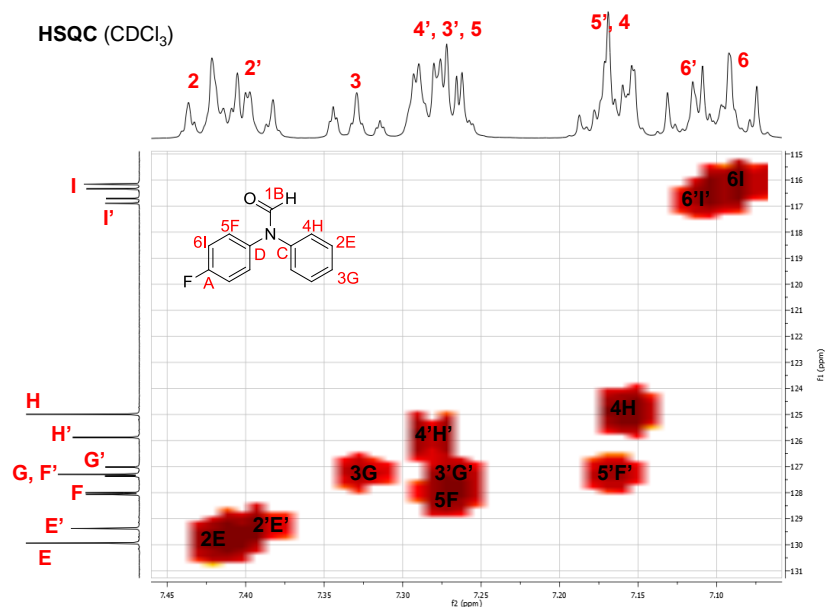 HSQC (CDCl₃)
2
2’
3
4’, 3’, 5
5’, 4
6’
6
I
I’
H
H’
G’
G, F’
F
E’
E
1B
O
H
5F
6I
N
4H
2E
D
C
3G
F
A
6I
6’I’
4H
4’H’
3G
3’G’
5F
5’F’
2E
2’E’
115
116
117
118
119
120
121
122
123
124
125
126
127
128
129
130
131
f1 (ppm)
7.45
7.40
7.35
7.30
7.25
7.20
7.15
7.10
f2 (ppm)